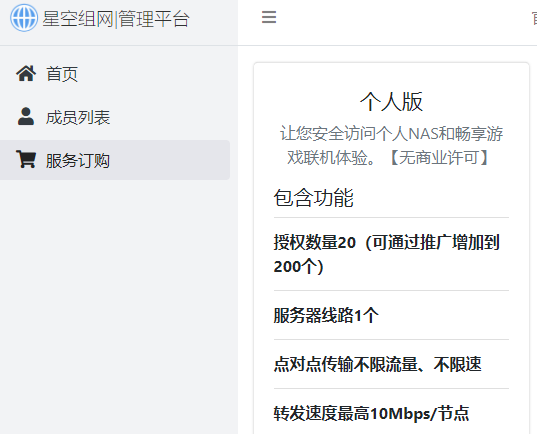 星空组网|管理平台
首页
成员列表
服务订购
个人版
让您安全访问个人NAS和畅享游
戏联机体验。【无商业许可】
包含功能
授权数量20（可通过推广增加到
200个）
服务器线路1个
点对点传输不限流量、不限速
转发速度最高10Mbps/节点